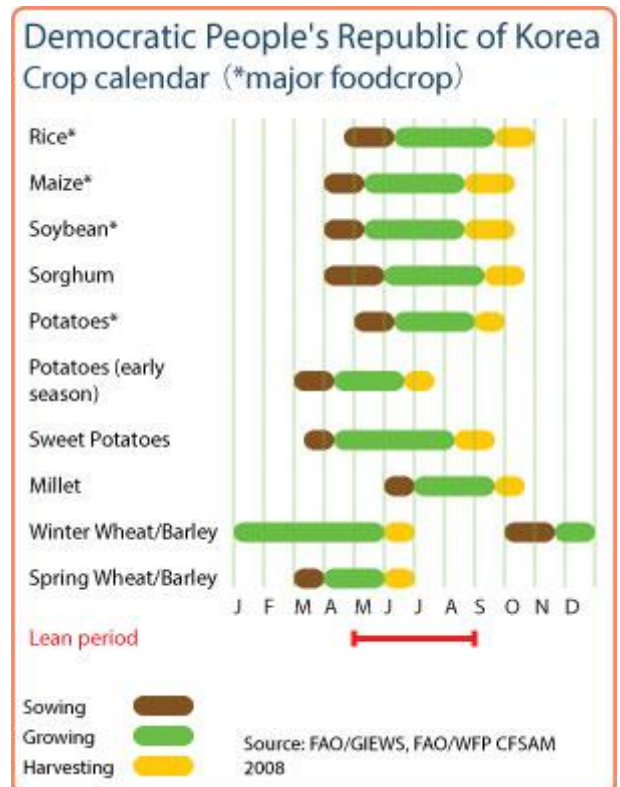 Democratic People's Republic of Korea
Crop calendar (*major foodcrop)
Rice*
Maize*
Soybean*
Sorghum
Potatoes*
Potatoes (early
season)
Sweet Potatoes
Millet
Winter Wheat/Barley
Spring Wheat/Barley
J F M A M J J A S O N D
Lean period
Sowing
Growing
Harvesting
Source: FAO/GIEWS, FAO/WFP CFSAM
2008